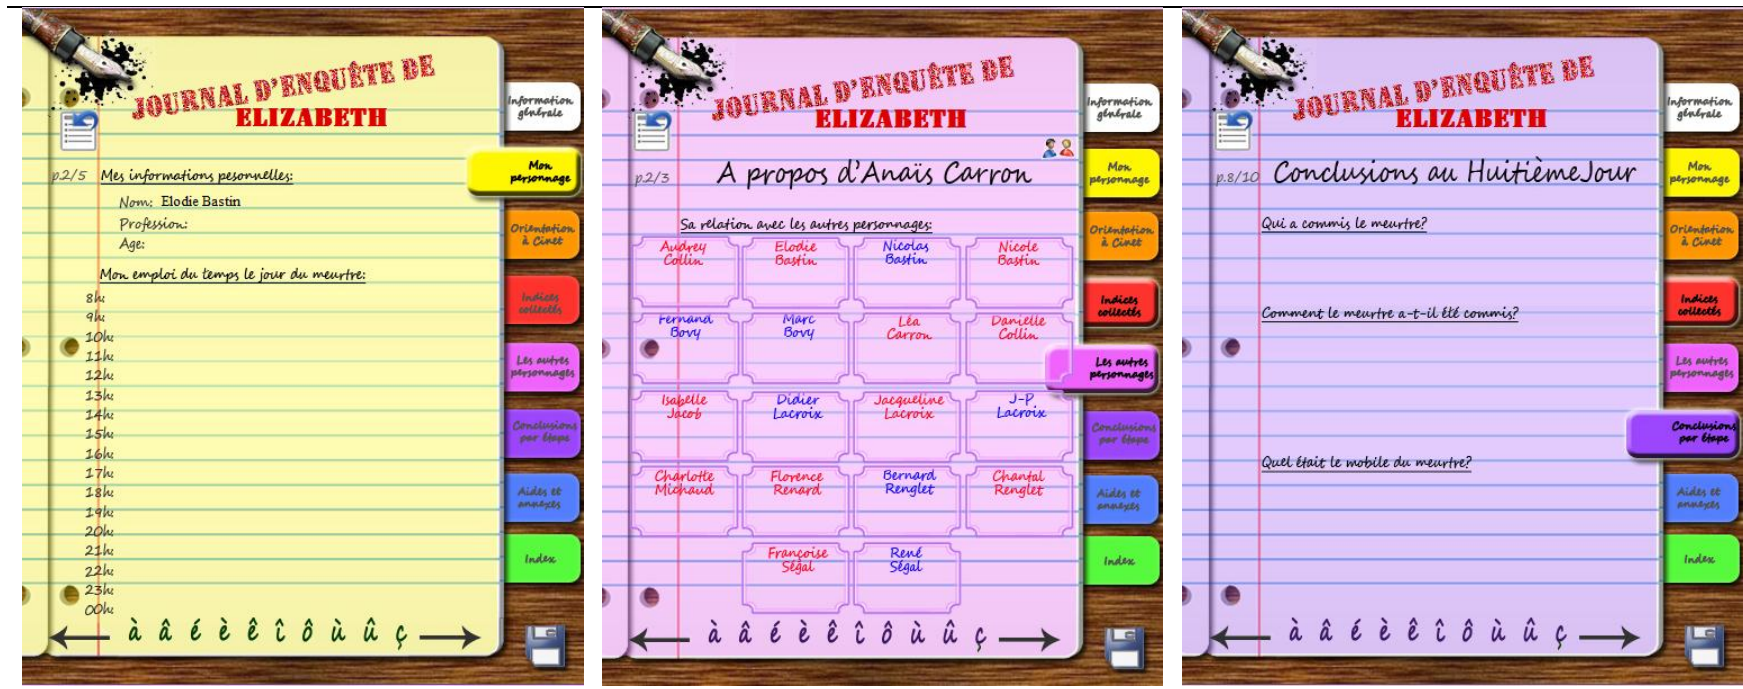 JOURNAL D'ENQUÊTE DE
ELIZABETH
p.2/5 Mes informations pesonnelles:
Nom: Elodie Bastin
Profession:
Age:
Mon emploi du temps le jour du meurtre:
8h:
9h:
10h:
11h:
12h:
13h:
14h:
15h:
16h:
17h:
18h:
19h:
20h:
21h:
22h:
23h:
00h:
à â é è ê î ô ù û ç
Information
générale
Mon
personnage
Orientation
à Cinet
Indices
collectés
Les autres
personnages
Conclusions
par étape
Aides et
annexes
Index
JOURNAL D'ENQUÊTE DE
ELIZABETH
p.2/3 A propos d'Anaïs Carron
Sa relation avec les autres personnages:
Audrey Collin
Elodie Bastin
Nicolas Bastin
Nicole Bastin
Fernand Bovy
Marc Bovy
Léa Carron
Danielle Collin
Isabelle Jacob
Didier Lacroix
Jacqueline Lacroix
J-P Lacroix
Charlotte Michaud
Florence Renard
Bernard Renglet
Chantal Renglet
Françoise Ségal
René Ségal
à â é è ê î ô ù û ç
Information
générale
Mon
personnage
Orientation
à Cinet
Indices
collectés
Les autres
personnages
Conclusions
par étape
Aides et
annexes
Index
JOURNAL D'ENQUÊTE DE
ELIZABETH
p.8/10 Conclusions au HuitièmeJour
Qui a commis le meurtre?
Comment le meurtre a-t-il été commis?
Quel était le mobile du meurtre?
à â é è ê î ô ù û ç
Information
générale
Mon
personnage
Orientation
à Cinet
Indices
collectés
Les autres
personnages
Conclusions
par étape
Aides et
annexes
Index